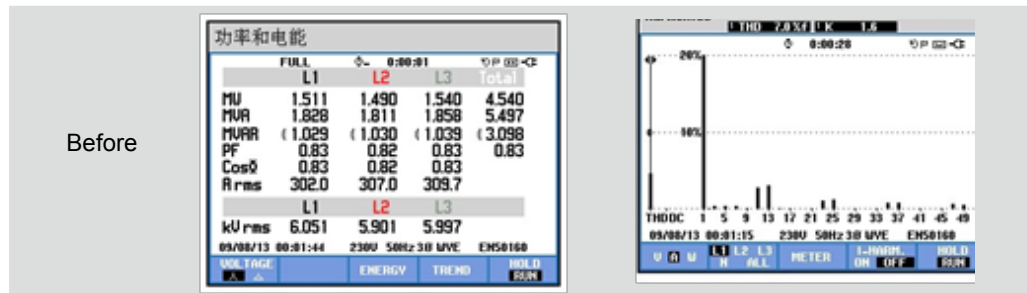 Before
功率和电能
FULL 0:00:01
L1 L2 L3 Total
MW 1.511 1.490 1.540 4.540
MVA 1.828 1.811 1.858 5.497
MVAR ( 1.029 ( 1.030 ( 1.039 ( 3.098
PF 0.83 0.82 0.83 0.83
CosΦ 0.83 0.82 0.83
A rms 302.0 307.0 309.7
L1 L2 L3
kV rms 6.051 5.901 5.997
09/08/13 00:01:44 230V 50Hz 3Ø WYE EN50160
VOLTAGE ENERGY TREND HOLD
RUN
THD 7.0%f K 1.6
0:00:28
20%
10%
THDDC 1 5 9 13 17 21 25 29 33 37 41 45 49
09/08/13 00:01:15 230V 50Hz 3Ø WYE EN50160
V A W L1 L2 L3 METER I-HARM. HOLD
N ALL ON OFF RUN